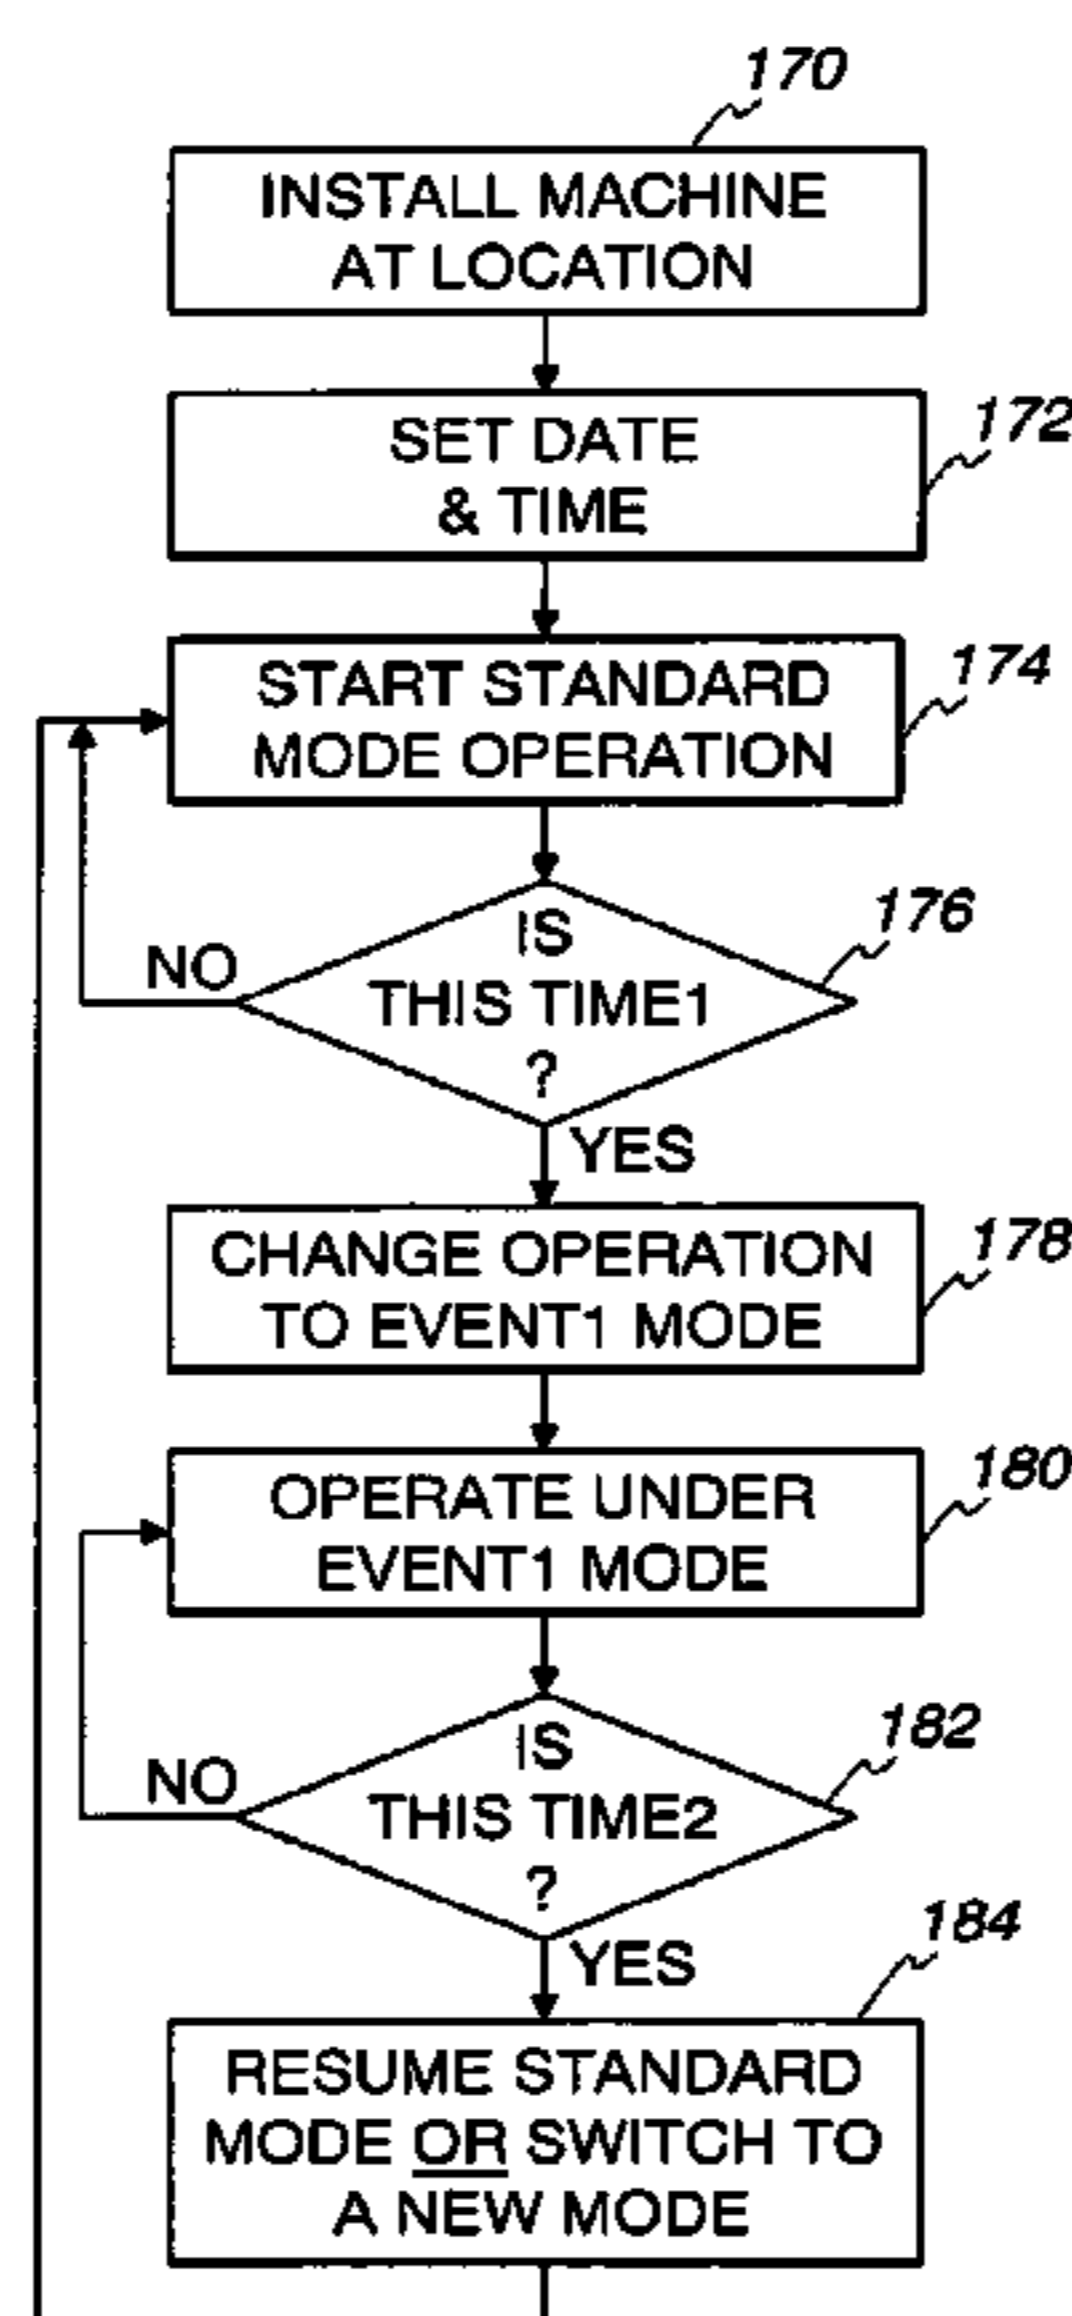 170
INSTALL MACHINE
AT LOCATION
172
SET DATE
& TIME
174
START STANDARD
MODE OPERATION
176
IS
THIS TIME1
?
NO
YES
178
CHANGE OPERATION
TO EVENT1 MODE
180
OPERATE UNDER
EVENT1 MODE
182
IS
THIS TIME2
?
NO
YES
184
RESUME STANDARD
MODE OR SWITCH TO
A NEW MODE